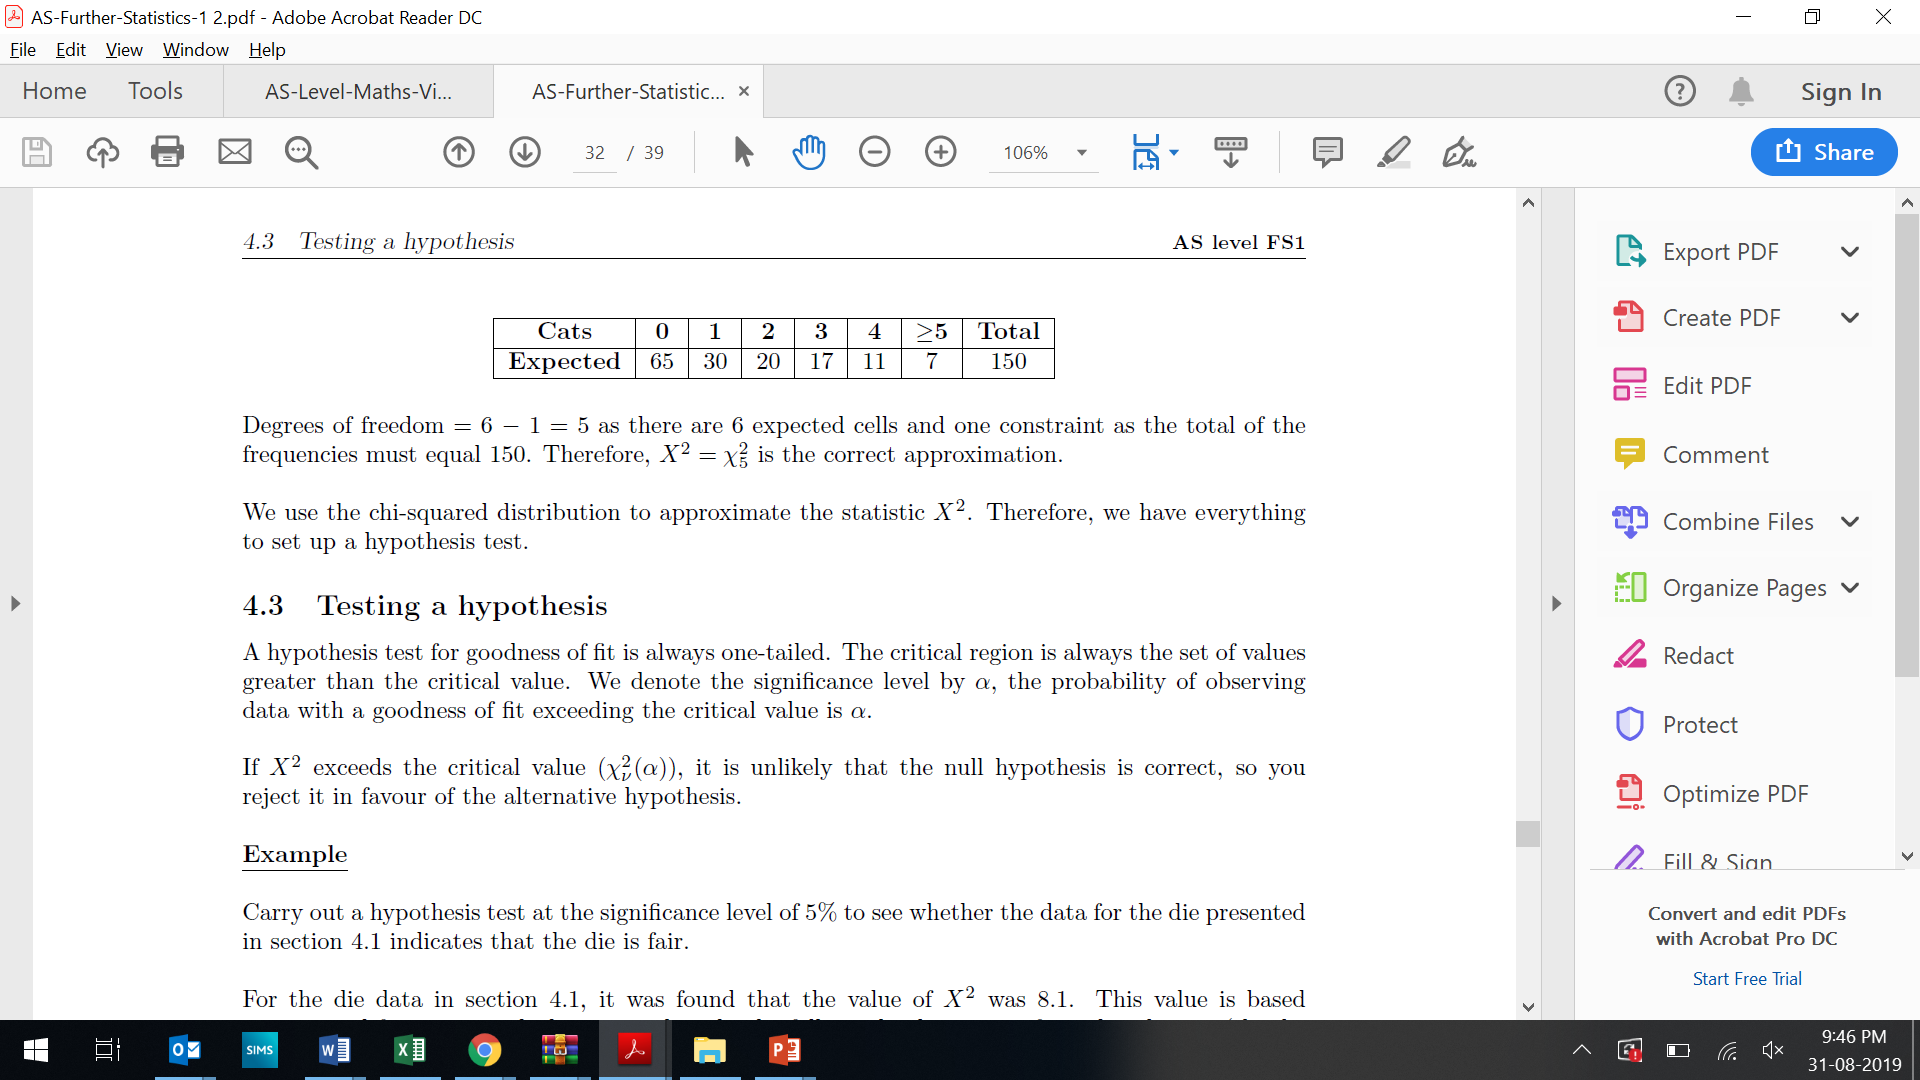 AS-Further-Statistics-1 2.pdf - Adobe Acrobat Reader DC
File Edit View Window Help
Home Tools AS-Level-Maths-Vi... AS-Further-Statistic... × Sign In
32 / 39 106% Share
4.3 Testing a hypothesis AS level FS1
Cats 0 1 2 3 4 ≥5 Total
Expected 65 30 20 17 11 7 150
Degrees of freedom = 6 − 1 = 5 as there are 6 expected cells and one constraint as the total of the
frequencies must equal 150. Therefore, X² = χ²₅ is the correct approximation.
We use the chi-squared distribution to approximate the statistic X². Therefore, we have everything
to set up a hypothesis test.
4.3 Testing a hypothesis
A hypothesis test for goodness of fit is always one-tailed. The critical region is always the set of values
greater than the critical value. We denote the significance level by α, the probability of observing
data with a goodness of fit exceeding the critical value is α.
If X² exceeds the critical value (χ²ᵥ(α)), it is unlikely that the null hypothesis is correct, so you
reject it in favour of the alternative hypothesis.
Example
Carry out a hypothesis test at the significance level of 5% to see whether the data for the die presented
in section 4.1 indicates that the die is fair.
For the die data in section 4.1, it was found that the value of X² was 8.1. This value is based
Export PDF
Create PDF
Edit PDF
Comment
Combine Files
Organize Pages
Redact
Protect
Optimize PDF
Fill & Sign
Convert and edit PDFs
with Acrobat Pro DC
Start Free Trial
SIMS
9:46 PM
31-08-2019